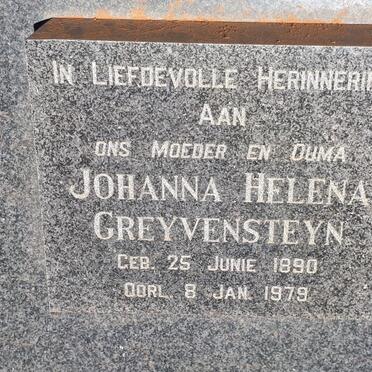 IN LIEFDEVOLLE HERINNERIN
AAN
ONS MOEDER EN OUMA
JOHANNA HELENA
GREYVENSTEYN
GEB. 25 JUNIE 1890
OORL. 8 JAN. 1979